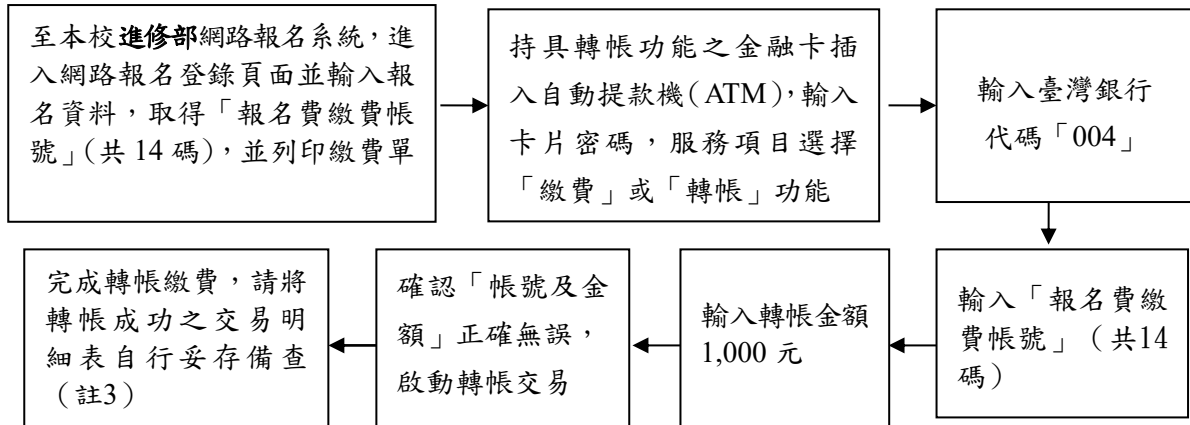 至本校進修部網路報名系統，進
入網路報名登錄頁面並輸入報
名資料，取得「報名費繳費帳
號」(共 14 碼)，並列印繳費單
持具轉帳功能之金融卡插
入自動提款機(ATM)，輸入
卡片密碼，服務項目選擇
「繳費」或「轉帳」功能
輸入臺灣銀行
代碼「004」
輸入「報名費繳
費帳號」（共14
碼）
輸入轉帳金額
1,000 元
確認「帳號及金
額」正確無誤，
啟動轉帳交易
完成轉帳繳費，請將
轉帳成功之交易明
細表自行妥存備查
（註3）